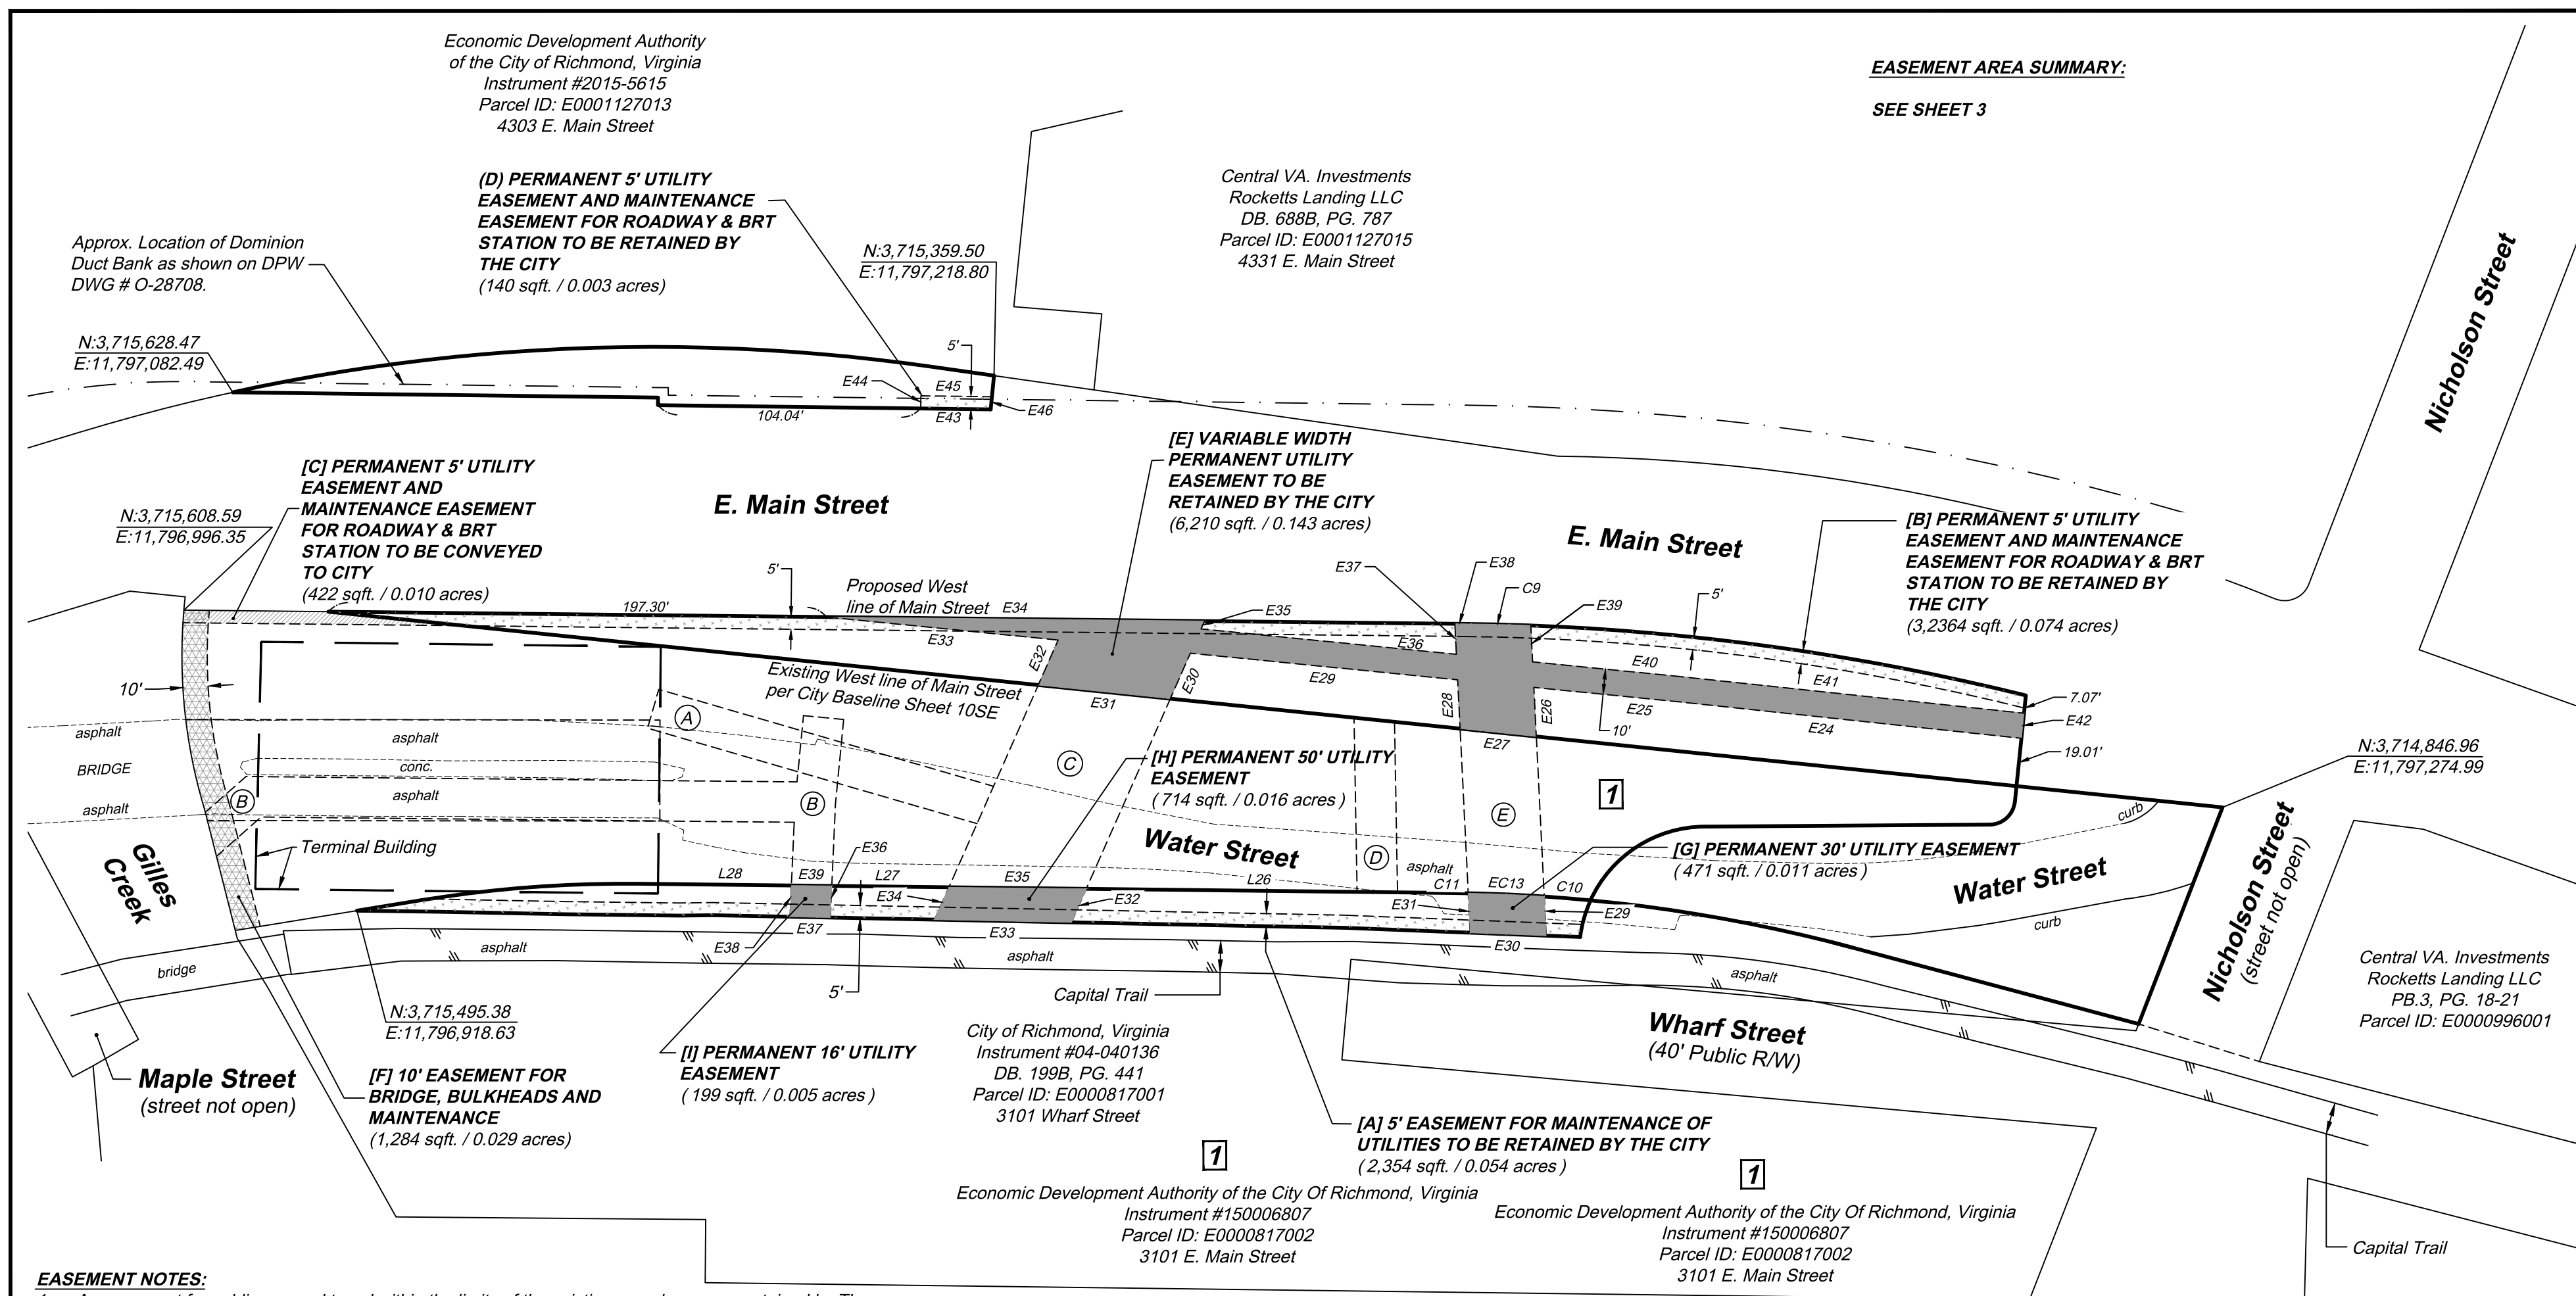 Economic Development Authority
of the City of Richmond, Virginia
Instrument #2015-5615
Parcel ID: E0001127013
4303 E. Main Street
EASEMENT AREA SUMMARY:
SEE SHEET 3
(D) PERMANENT 5' UTILITY
EASEMENT AND MAINTENANCE
EASEMENT FOR ROADWAY & BRT
STATION TO BE RETAINED BY
THE CITY
(140 sqft. / 0.003 acres)
Central VA. Investments
Rocketts Landing LLC
DB. 688B, PG. 787
Parcel ID: E0001127015
4331 E. Main Street
Nicholson Street
Approx. Location of Dominion
Duct Bank as shown on DPW
DWG # O-28708.
N:3,715,359.50
E:11,797,218.80
N:3,715,628.47
E:11,797,082.49
5'
E44
E45
E46
E43
104.04'
[C] PERMANENT 5' UTILITY
EASEMENT AND
MAINTENANCE EASEMENT
FOR ROADWAY & BRT
STATION TO BE CONVEYED
TO CITY
(422 sqft. / 0.010 acres)
N:3,715,608.59
E:11,796,996.35
E. Main Street
[E] VARIABLE WIDTH
PERMANENT UTILITY
EASEMENT TO BE
RETAINED BY THE CITY
(6,210 sqft. / 0.143 acres)
E. Main Street
[B] PERMANENT 5' UTILITY
EASEMENT AND MAINTENANCE
EASEMENT FOR ROADWAY & BRT
STATION TO BE RETAINED BY
THE CITY
(3,2364 sqft. / 0.074 acres)
5'
Proposed West
line of Main Street
197.30'
E34
E35
E37
E38
C9
E39
5'
E33
E32
E36
E40
E41
7.07'
10'
Existing West line of Main Street
per City Baseline Sheet 10SE
E30
E29
E28
E26
E25
E24
E42
E31
E27
10'
19.01'
A
asphalt
asphalt
BRIDGE
conc.
asphalt
asphalt
B
B
C
[H] PERMANENT 50' UTILITY
EASEMENT
( 714 sqft. / 0.016 acres )
1
E
D
N:3,714,846.96
E:11,797,274.99
curb
Terminal Building
Gilles
Creek
Water Street
asphalt
[G] PERMANENT 30' UTILITY EASEMENT
( 471 sqft. / 0.011 acres )
Water Street
curb
Nicholson Street
(street not open)
L28
E39
E36
L27
E35
L26
C11
EC13
C10
E34
E32
E31
E29
E38
E37
E33
E30
asphalt
asphalt
asphalt
bridge
5'
Capital Trail
N:3,715,495.38
E:11,796,918.63
Central VA. Investments
Rocketts Landing LLC
PB.3, PG. 18-21
Parcel ID: E0000996001
Wharf Street
(40' Public R/W)
City of Richmond, Virginia
Instrument #04-040136
DB. 199B, PG. 441
Parcel ID: E0000817001
3101 Wharf Street
[I] PERMANENT 16' UTILITY
EASEMENT
( 199 sqft. / 0.005 acres )
Maple Street
(street not open)
[F] 10' EASEMENT FOR
BRIDGE, BULKHEADS AND
MAINTENANCE
(1,284 sqft. / 0.029 acres)
[A] 5' EASEMENT FOR MAINTENANCE OF
UTILITIES TO BE RETAINED BY THE CITY
( 2,354 sqft. / 0.054 acres )
1
Economic Development Authority of the City Of Richmond, Virginia
Instrument #150006807
Parcel ID: E0000817002
3101 E. Main Street
1
Economic Development Authority of the City Of Richmond, Virginia
Instrument #150006807
Parcel ID: E0000817002
3101 E. Main Street
Capital Trail
EASEMENT NOTES: